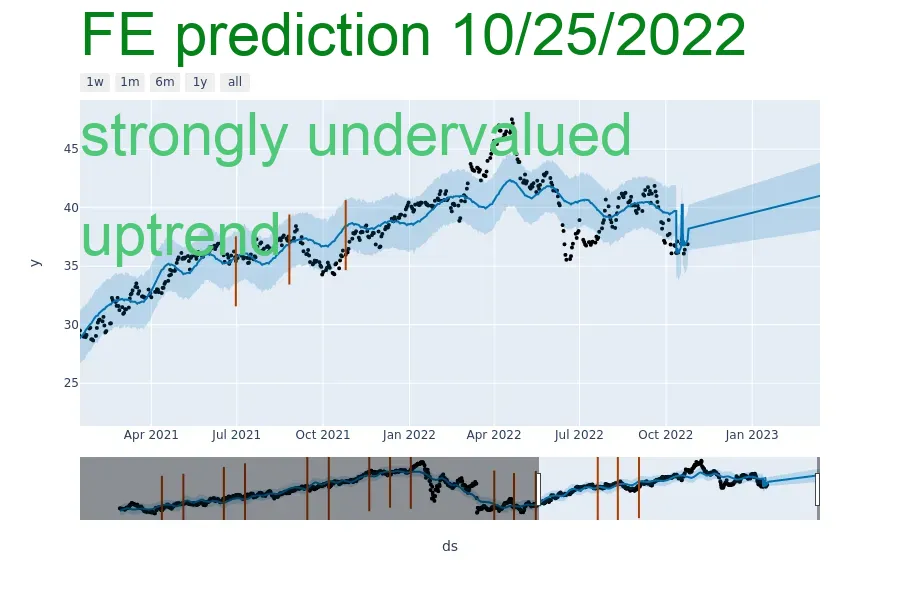 FE prediction 10/25/2022
1w 1m 6m 1y all
strongly undervalued
uptrend
y
45
40
35
30
25
Apr 2021 Jul 2021 Oct 2021 Jan 2022 Apr 2022 Jul 2022 Oct 2022 Jan 2023
ds